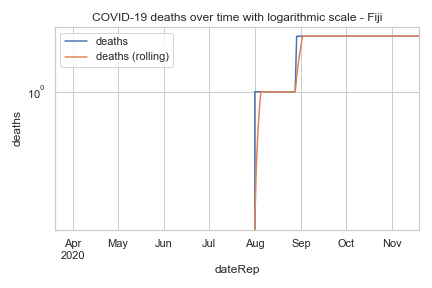 COVID-19 deaths over time with logarithmic scale - Fiji
deaths
deaths (rolling)
10⁰
deaths
Apr May Jun Jul Aug Sep Oct Nov
2020
dateRep